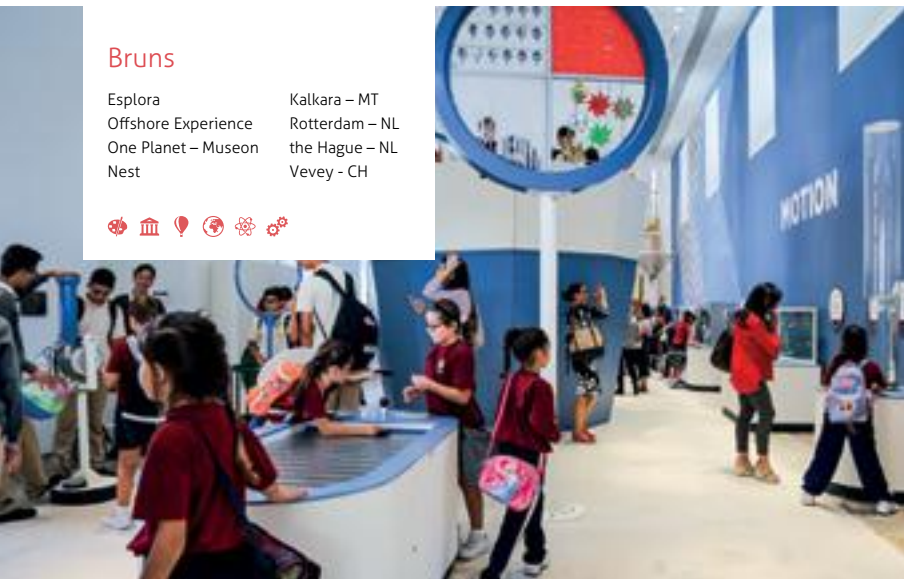 Bruns
Esplora
Kalkara – MT
Offshore Experience
Rotterdam – NL
One Planet – Museon
the Hague – NL
Nest
Vevey - CH
MOTION